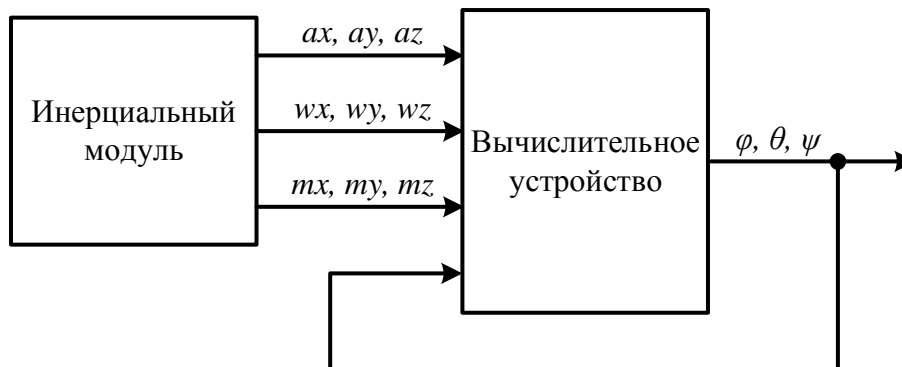 ax, ay, az
Инерциальный
модуль
wx, wy, wz
mx, my, mz
Вычислительное
устройство
φ, θ, ψ